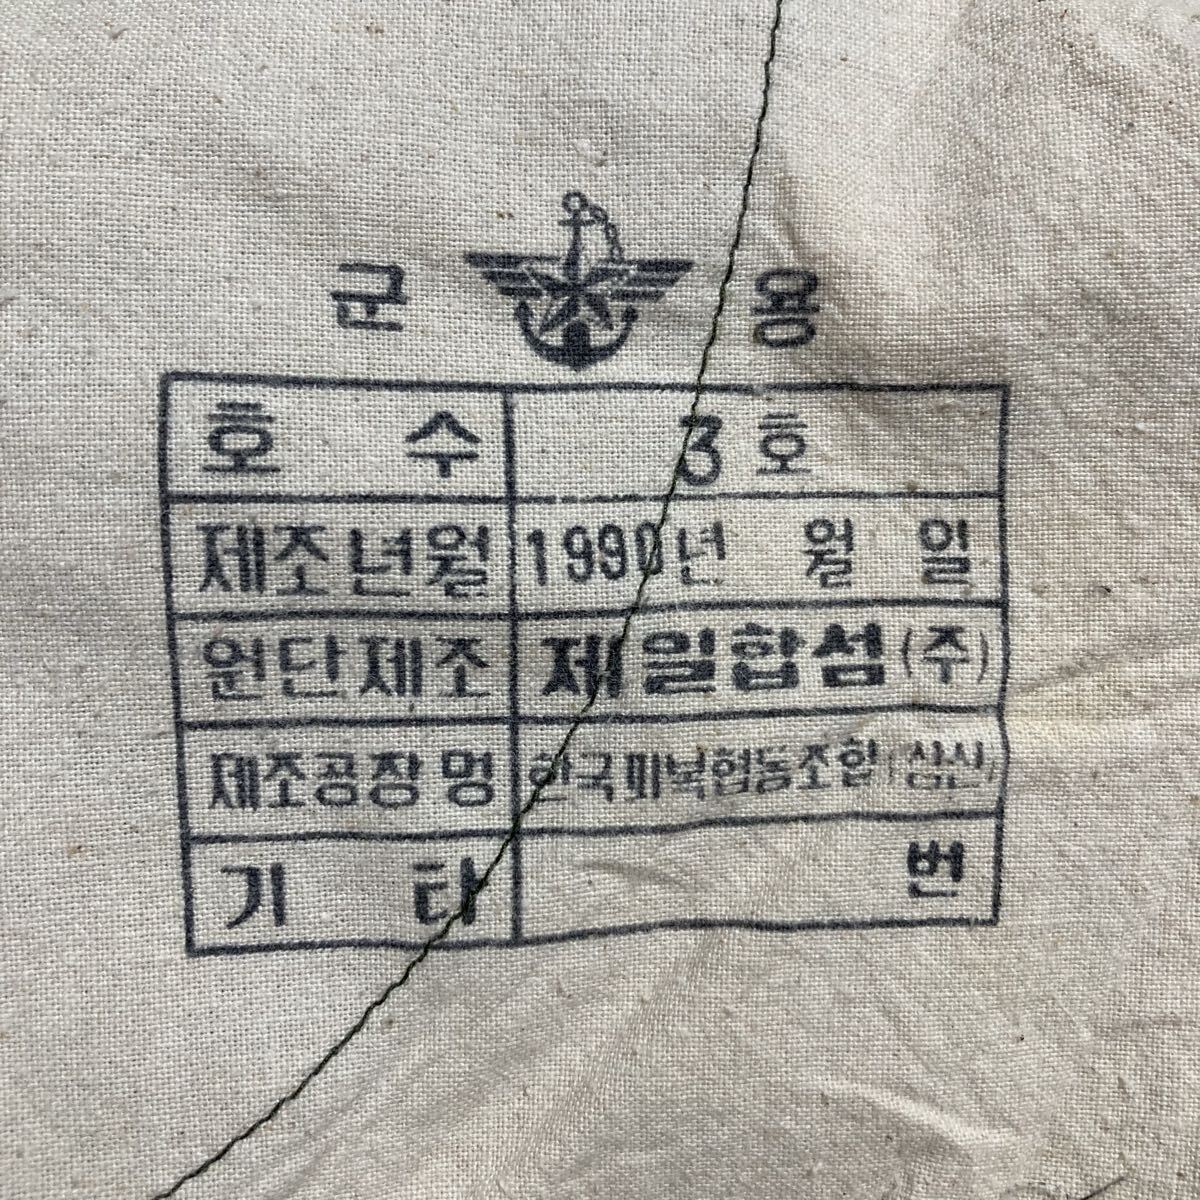 군 용
호 수 3 호
제조년월 1990년 월 일
원단제조 제일합섬(주)
제조공장명 한국피복협동조합(삼신)
기 타 번